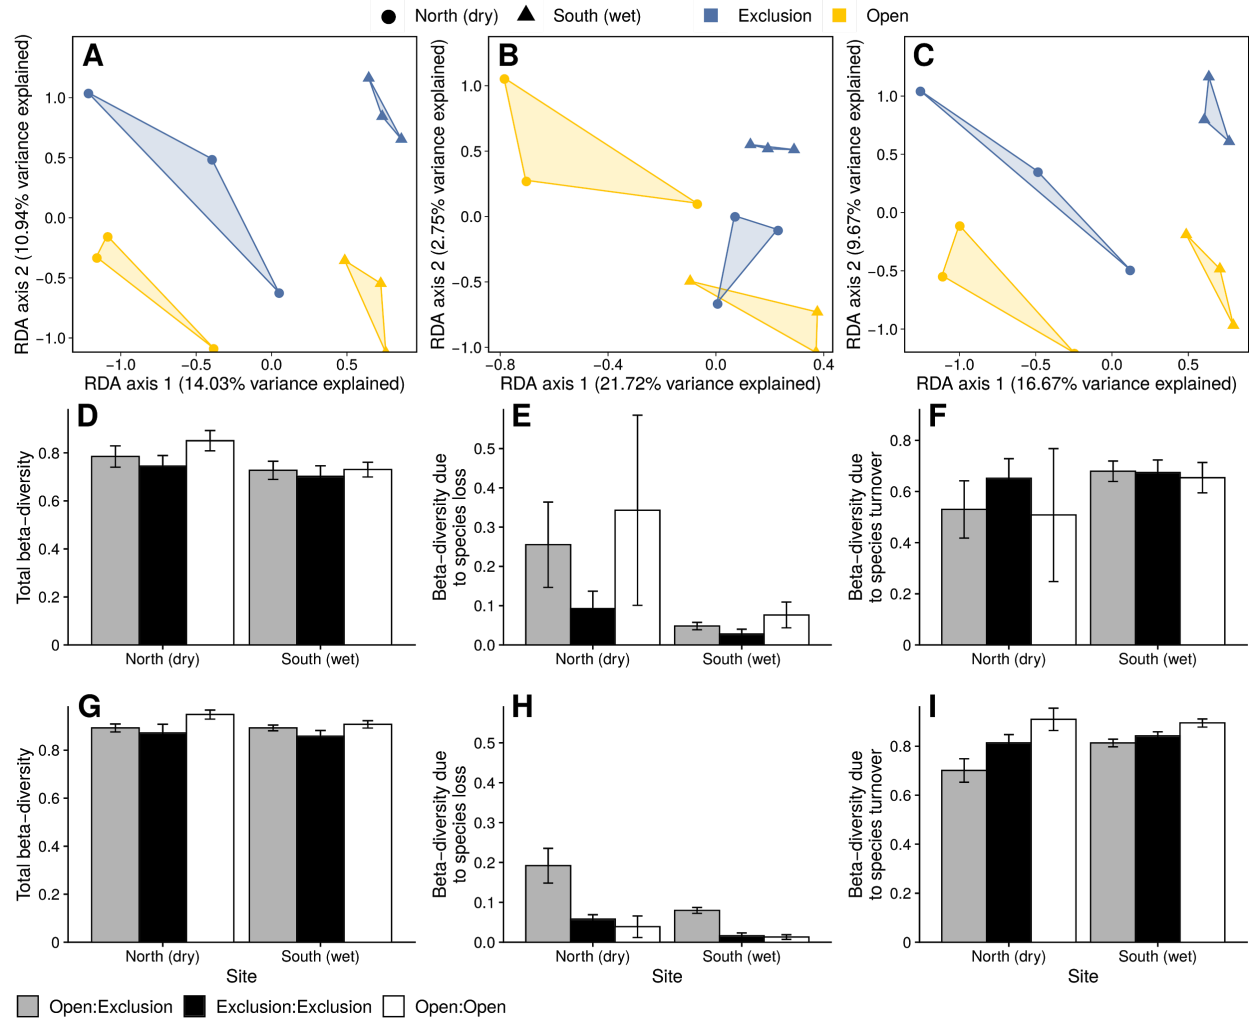 North (dry) South (wet) Exclusion Open
A
RDA axis 2 (10.94% variance explained)
1.0
0.5
0.0
−0.5
−1.0
−1.0 −0.5 0.0 0.5
RDA axis 1 (14.03% variance explained)
B
RDA axis 2 (2.75% variance explained)
1.0
0.5
0.0
−0.5
−1.0
−0.8 −0.4 0.0 0.4
RDA axis 1 (21.72% variance explained)
C
RDA axis 2 (9.67% variance explained)
1.0
0.5
0.0
−0.5
−1.0
−1.0 −0.5 0.0 0.5
RDA axis 1 (16.67% variance explained)
D
Total beta−diversity
0.8
0.6
0.4
0.2
0
North (dry) South (wet)
E
Beta−diversity due
to species loss
0.5
0.4
0.3
0.2
0.1
0.0
North (dry) South (wet)
F
Beta−diversity due
to species turnover
0.8
0.6
0.4
0.2
0
North (dry) South (wet)
G
Total beta−diversity
0.8
0.6
0.4
0.2
0
North (dry) South (wet)
Site
H
Beta−diversity due
to species loss
0.5
0.4
0.3
0.2
0.1
0.0
North (dry) South (wet)
Site
I
Beta−diversity due
to species turnover
0.8
0.6
0.4
0.2
0
North (dry) South (wet)
Site
Open:Exclusion Exclusion:Exclusion Open:Open